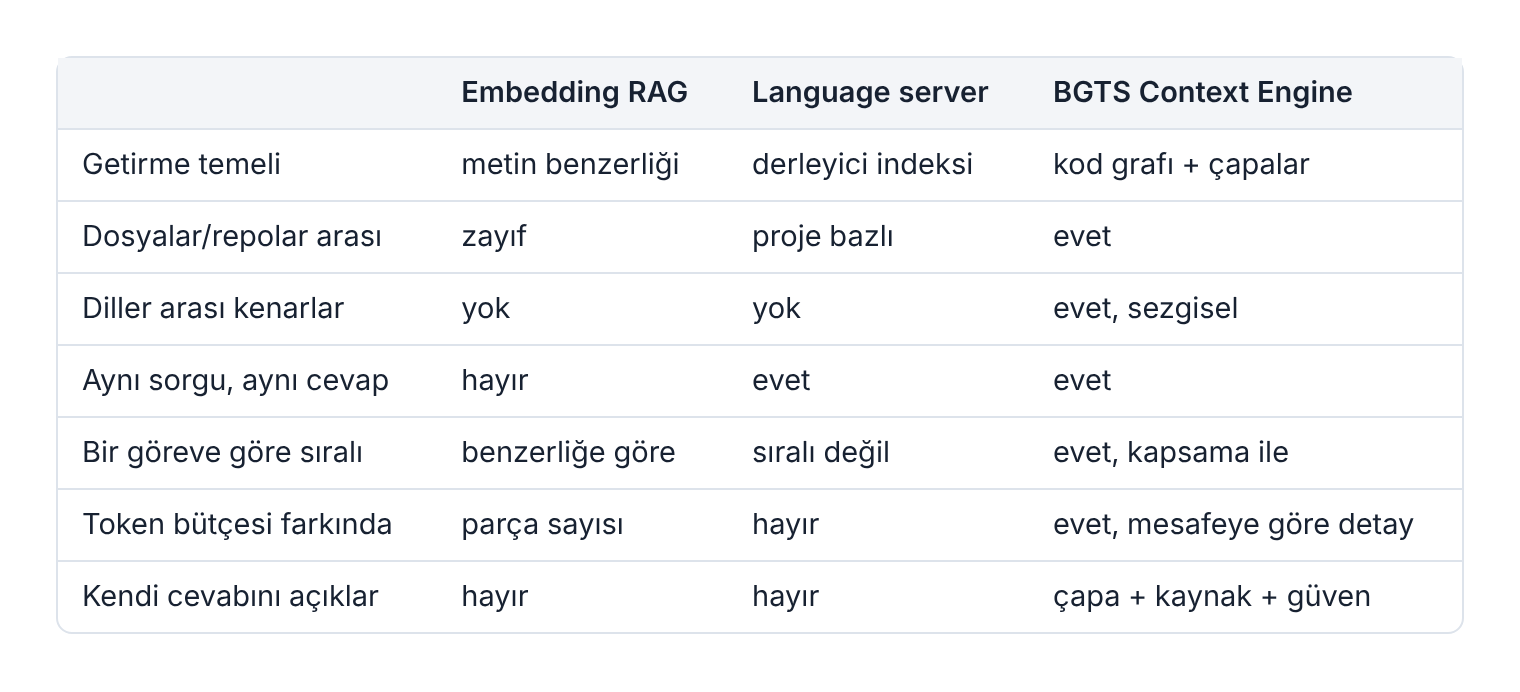 Embedding RAG Language server BGTS Context Engine
Getirme temeli metin benzerliği derleyici indeksi kod grafı + çapalar
Dosyalar/repolar arası zayıf proje bazlı evet
Diller arası kenarlar yok yok evet, sezgisel
Aynı sorgu, aynı cevap hayır evet evet
Bir göreve göre sıralı benzerliğe göre sıralı değil evet, kapsama ile
Token bütçesi farkında parça sayısı hayır evet, mesafeye göre detay
Kendi cevabını açıklar hayır hayır çapa + kaynak + güven